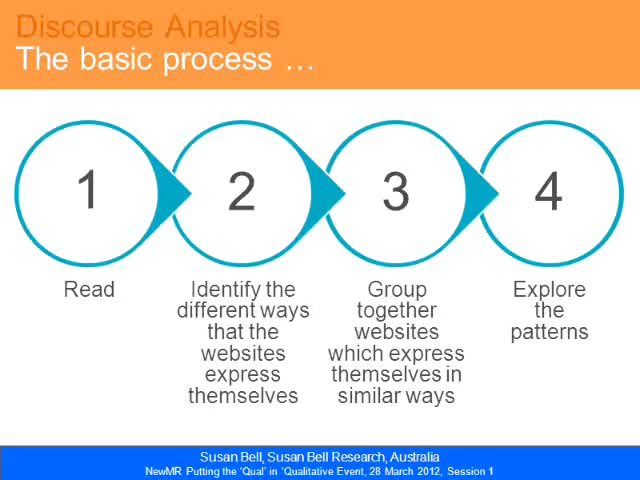 Discourse Analysis
The basic process …
1
2
3
4
Read
Identify the
different ways
that the
websites
express
themselves
Group
together
websites
which express
themselves in
similar ways
Explore
the
patterns
Susan Bell, Susan Bell Research, Australia
NewMR Putting the 'Qual' in 'Qualitative Event, 28 March 2012, Session 1